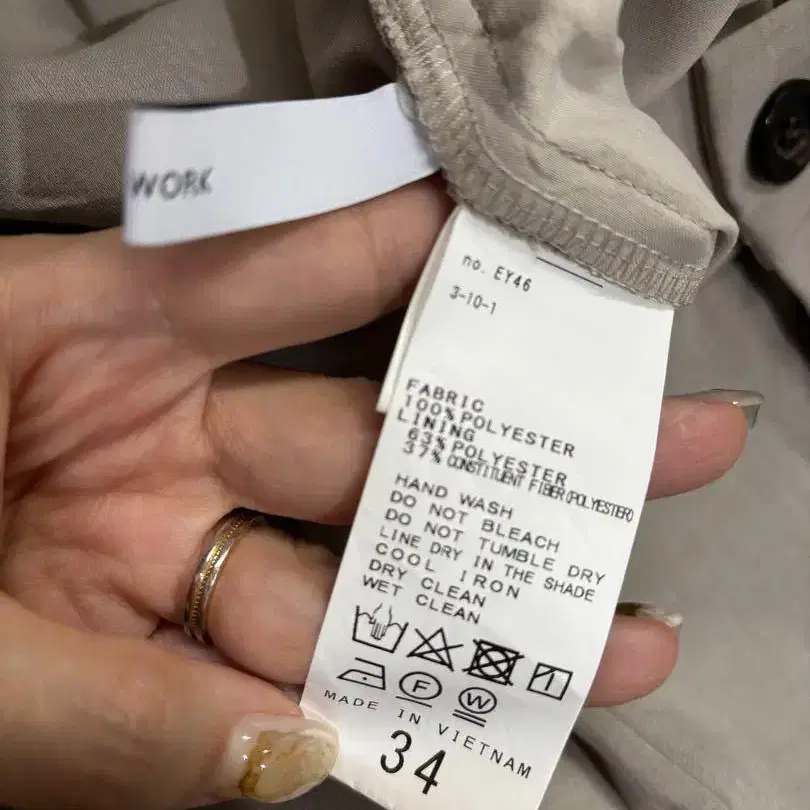 WORK
no. EY46
3-10-1
FABRIC
100% POLYESTER
LINING
63% POLYESTER
37% CONSTITUENT FIBER(POLYESTER)
HAND WASH
DO NOT BLEACH
DO NOT TUMBLE DRY
LINE DRY IN THE SHADE
COOL IRON
DRY CLEAN
WET CLEAN
F
W
MADE IN VIETNAM
34